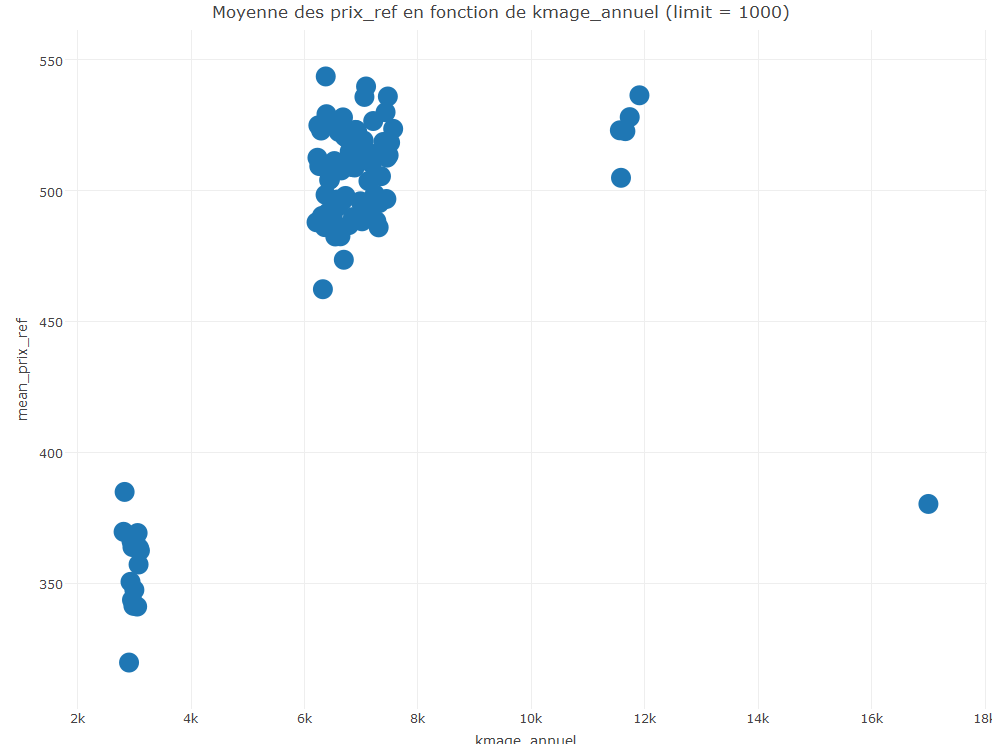 Moyenne des prix_ref en fonction de kmage_annuel (limit = 1000)
550
500
450
400
350
mean_prix_ref
2k
4k
6k
8k
10k
12k
14k
16k
18k
kmage_annuel